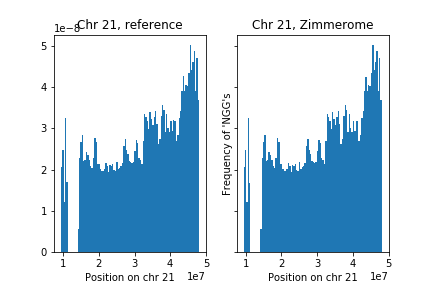 1e−8
Chr 21, reference
Chr 21, Zimmerome
5
4
3
2
1
0
Frequency of 'NGG's
1 2 3 4 5
1 2 3 4 5
Position on chr 21 1e7
Position on chr 21 1e7